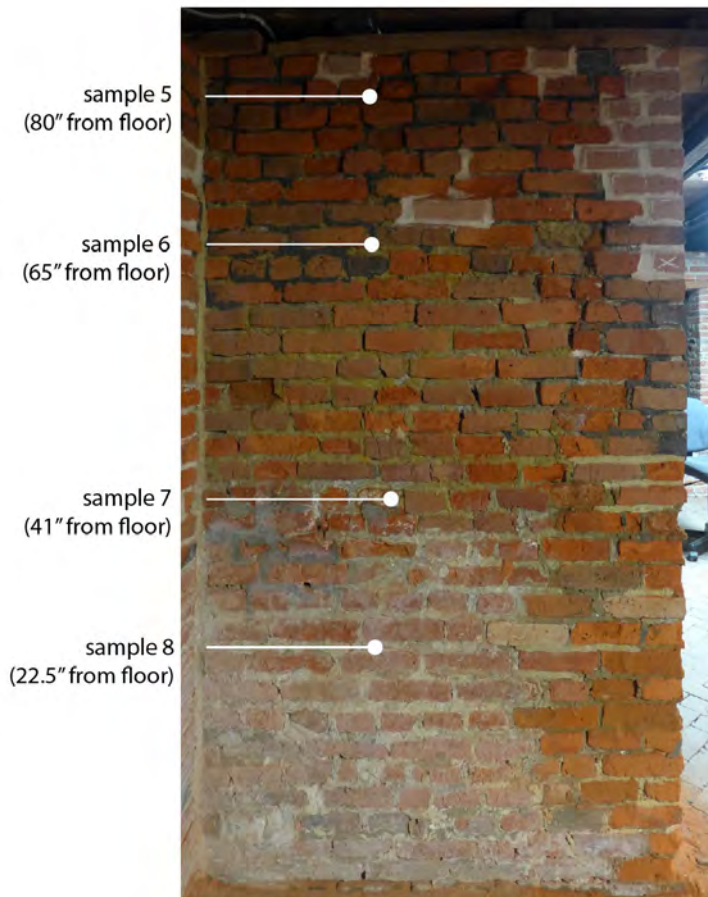 sample 5
(80” from floor)
sample 6
(65” from floor)
sample 7
(41” from floor)
sample 8
(22.5” from floor)